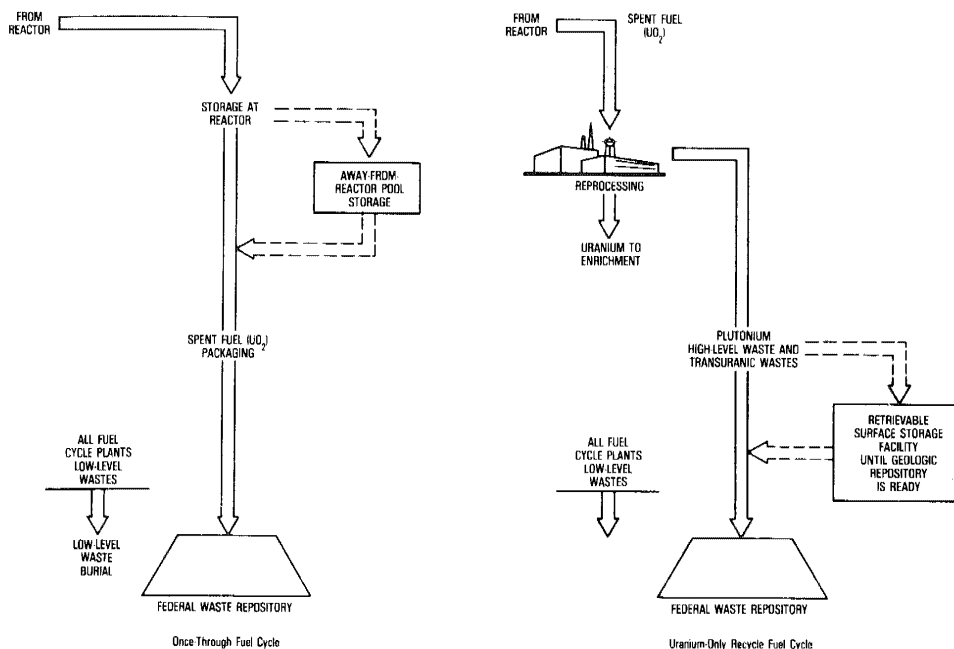 FROM
REACTOR
STORAGE AT
REACTOR
AWAY-FROM-
REACTOR POOL
STORAGE
SPENT FUEL (UO2)
PACKAGING
ALL FUEL
CYCLE PLANTS
LOW-LEVEL
WASTES
LOW-LEVEL
WASTE
BURIAL
FEDERAL WASTE REPOSITORY
Once-Through Fuel Cycle
FROM
REACTOR
SPENT FUEL
(UO2)
REPROCESSING
URANIUM TO
ENRICHMENT
PLUTONIUM
HIGH-LEVEL WASTE AND
TRANSURANIC WASTES
RETRIEVABLE
SURFACE STORAGE
FACILITY
UNTIL GEOLOGIC
REPOSITORY
IS READY
ALL FUEL
CYCLE PLANTS
LOW-LEVEL
WASTES
FEDERAL WASTE REPOSITORY
Uranium-Only Recycle Fuel Cycle